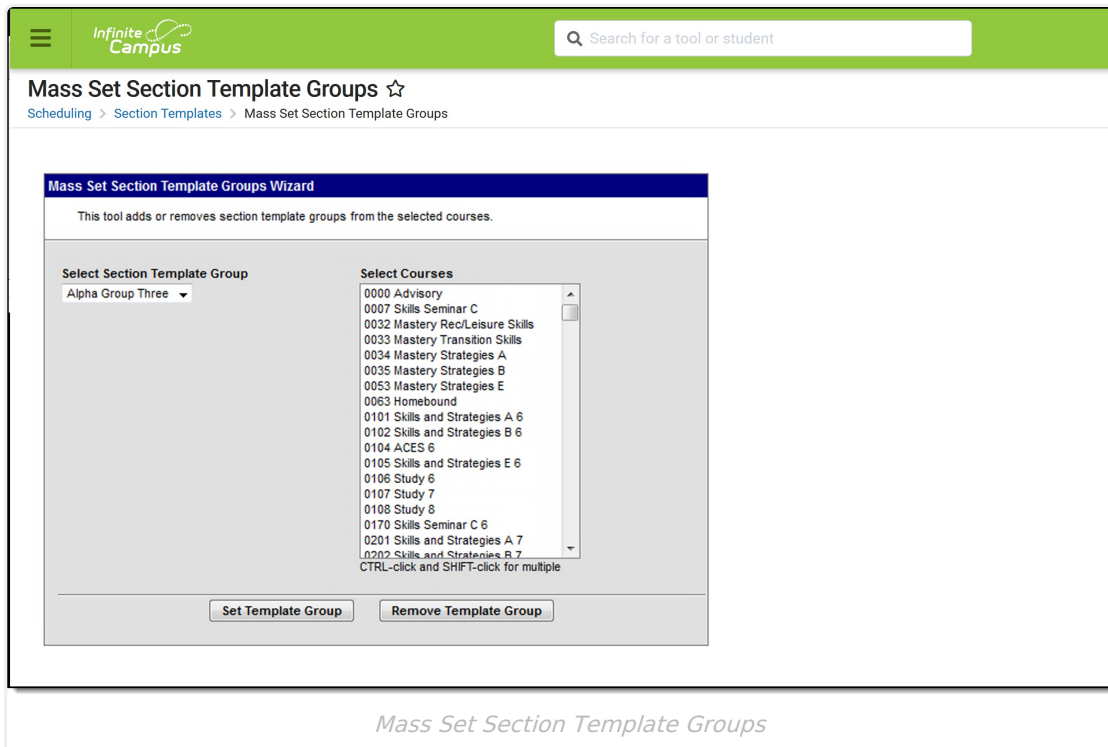 Infinite
Campus
Search for a tool or student
Mass Set Section Template Groups
Scheduling > Section Templates > Mass Set Section Template Groups
Mass Set Section Template Groups Wizard
This tool adds or removes section template groups from the selected courses.
Select Section Template Group
Alpha Group Three
Select Courses
0000 Advisory
0007 Skills Seminar C
0032 Mastery Rec/Leisure Skills
0033 Mastery Transition Skills
0034 Mastery Strategies A
0035 Mastery Strategies B
0053 Mastery Strategies E
0063 Homebound
0101 Skills and Strategies A 6
0102 Skills and Strategies B 6
0104 ACES 6
0105 Skills and Strategies E 6
0106 Study 6
0107 Study 7
0108 Study 8
0170 Skills Seminar C 6
0201 Skills and Strategies A 7
0202 Skills and Strategies B 7
CTRL-click and SHIFT-click for multiple
Set Template Group
Remove Template Group
Mass Set Section Template Groups